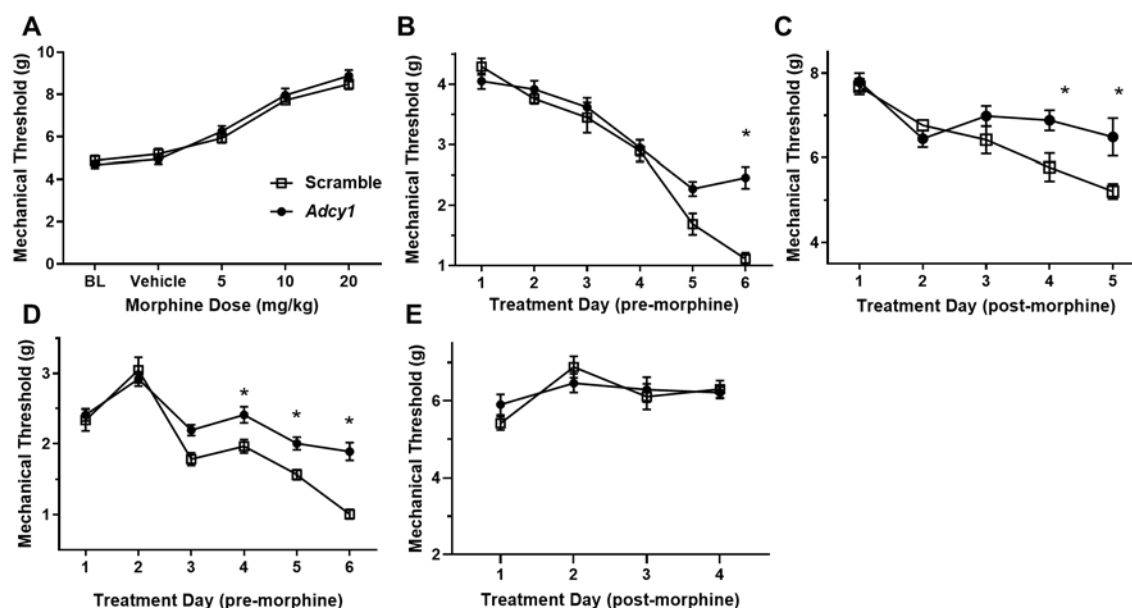 A
Mechanical Threshold (g)
10
8
6
4
2
0
BL Vehicle 5 10 20
Morphine Dose (mg/kg)
Scramble
Adcy1
B
Mechanical Threshold (g)
4
3
2
1
*
1 2 3 4 5 6
Treatment Day (pre-morphine)
C
Mechanical Threshold (g)
8
6
4
* *
1 2 3 4 5
Treatment Day (post-morphine)
D
Mechanical Threshold (g)
3
2
1
* * *
1 2 3 4 5 6
Treatment Day (pre-morphine)
E
Mechanical Threshold (g)
6
4
2
1 2 3 4
Treatment Day (post-morphine)